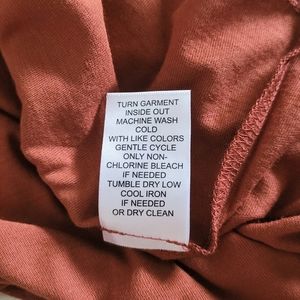 TURN GARMENT
INSIDE OUT
MACHINE WASH
COLD
WITH LIKE COLORS
GENTLE CYCLE
ONLY NON-
CHLORINE BLEACH
IF NEEDED
TUMBLE DRY LOW
COOL IRON
IF NEEDED
OR DRY CLEAN